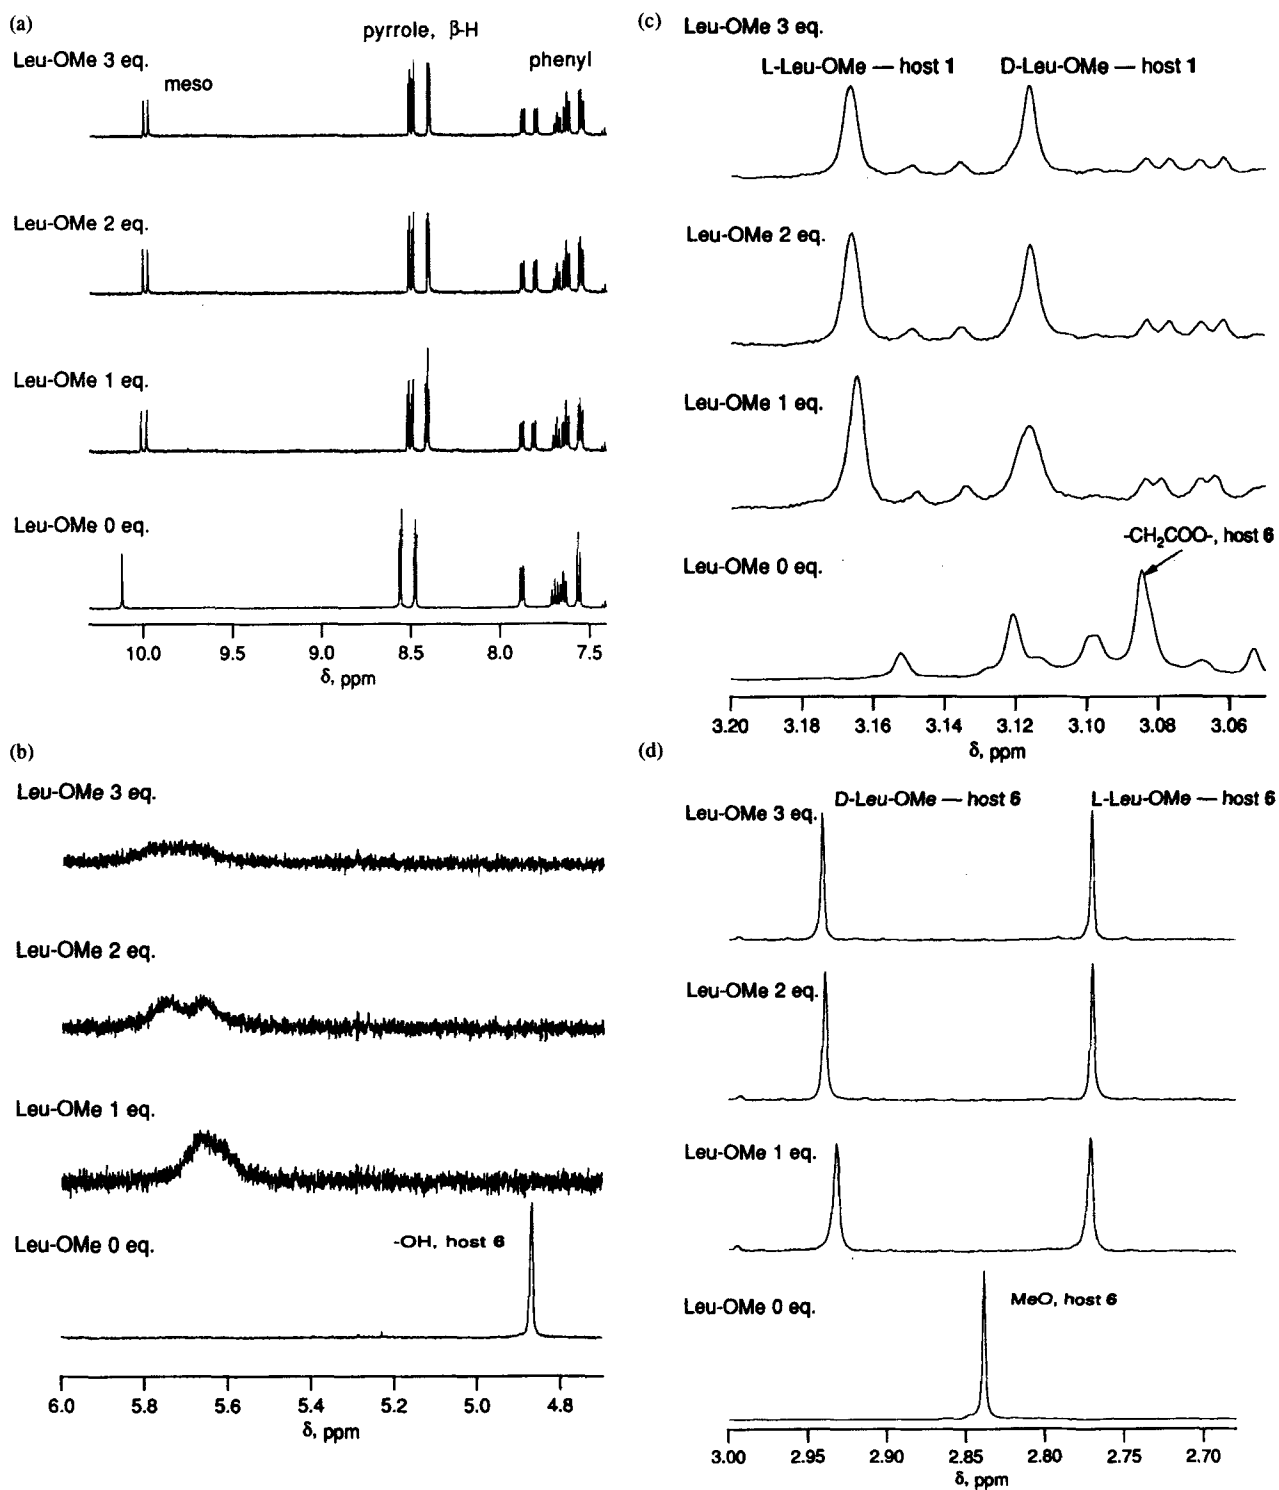 (a)
pyrrole, β-H
Leu-OMe 3 eq.
phenyl
meso
Leu-OMe 2 eq.
Leu-OMe 1 eq.
Leu-OMe 0 eq.
10.0 9.5 9.0 8.5 8.0 7.5
δ, ppm
(b)
Leu-OMe 3 eq.
Leu-OMe 2 eq.
Leu-OMe 1 eq.
Leu-OMe 0 eq.
-OH, host 6
6.0 5.8 5.6 5.4 5.2 5.0 4.8
δ, ppm
(c)
Leu-OMe 3 eq.
L-Leu-OMe — host 1 D-Leu-OMe — host 1
Leu-OMe 2 eq.
Leu-OMe 1 eq.
-CH₂COO-, host 6
Leu-OMe 0 eq.
3.20 3.18 3.16 3.14 3.12 3.10 3.08 3.06
δ, ppm
(d)
D-Leu-OMe — host 6 L-Leu-OMe — host 6
Leu-OMe 3 eq.
Leu-OMe 2 eq.
Leu-OMe 1 eq.
Leu-OMe 0 eq.
MeO, host 6
3.00 2.95 2.90 2.85 2.80 2.75 2.70
δ, ppm